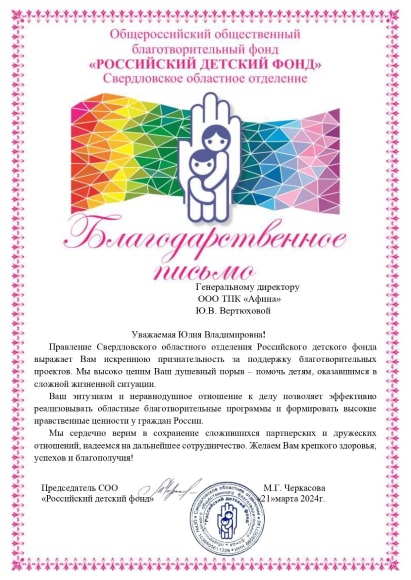 Общероссийский общественный
благотворительный фонд
«РОССИЙСКИЙ ДЕТСКИЙ ФОНД»
Свердловское областное отделение
Благодарственное
письмо
Генеральному директору
ООО ТПК «Афина»
Ю.В. Вертюховой
Уважаемая Юлия Владимировна!
Правление Свердловского областного отделения Российского детского фонда
выражает Вам искреннюю признательность за поддержку благотворительных
проектов. Мы высоко ценим Ваш душевный порыв – помочь детям, оказавшимся в
сложной жизненной ситуации.
Ваш энтузиазм и неравнодушное отношение к делу позволяет эффективно
реализовывать областные благотворительные программы и формировать высокие
нравственные ценности у граждан России.
Мы сердечно верим в сохранение сложившихся партнерских и дружеских
отношений, надеемся на дальнейшее сотрудничество. Желаем Вам крепкого здоровья,
успехов и благополучия!
Председатель СОО М.Г. Черкасова
«Российский детский фонд» «21»марта 2024г.